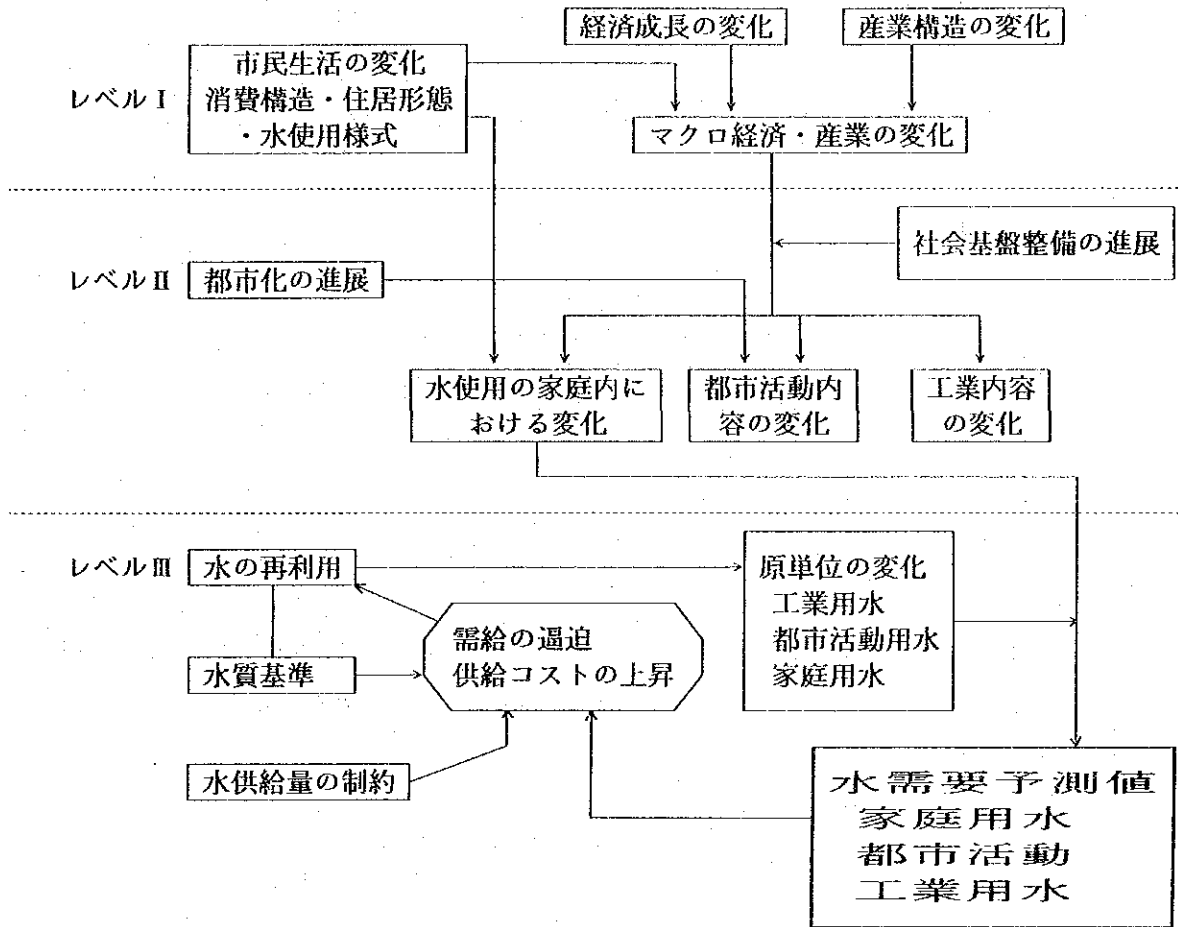 経済成長の変化
産業構造の変化
レベルⅠ
市民生活の変化
消費構造・住居形態
・水使用様式
マクロ経済・産業の変化
社会基盤整備の進展
レベルⅡ
都市化の進展
水使用の家庭内に
おける変化
都市活動内
容の変化
工業内容
の変化
レベルⅢ
水の再利用
原単位の変化
工業用水
都市活動用水
家庭用水
需給の逼迫
供給コストの上昇
水質基準
水供給量の制約
水需要予測値
家庭用水
都市活動
工業用水